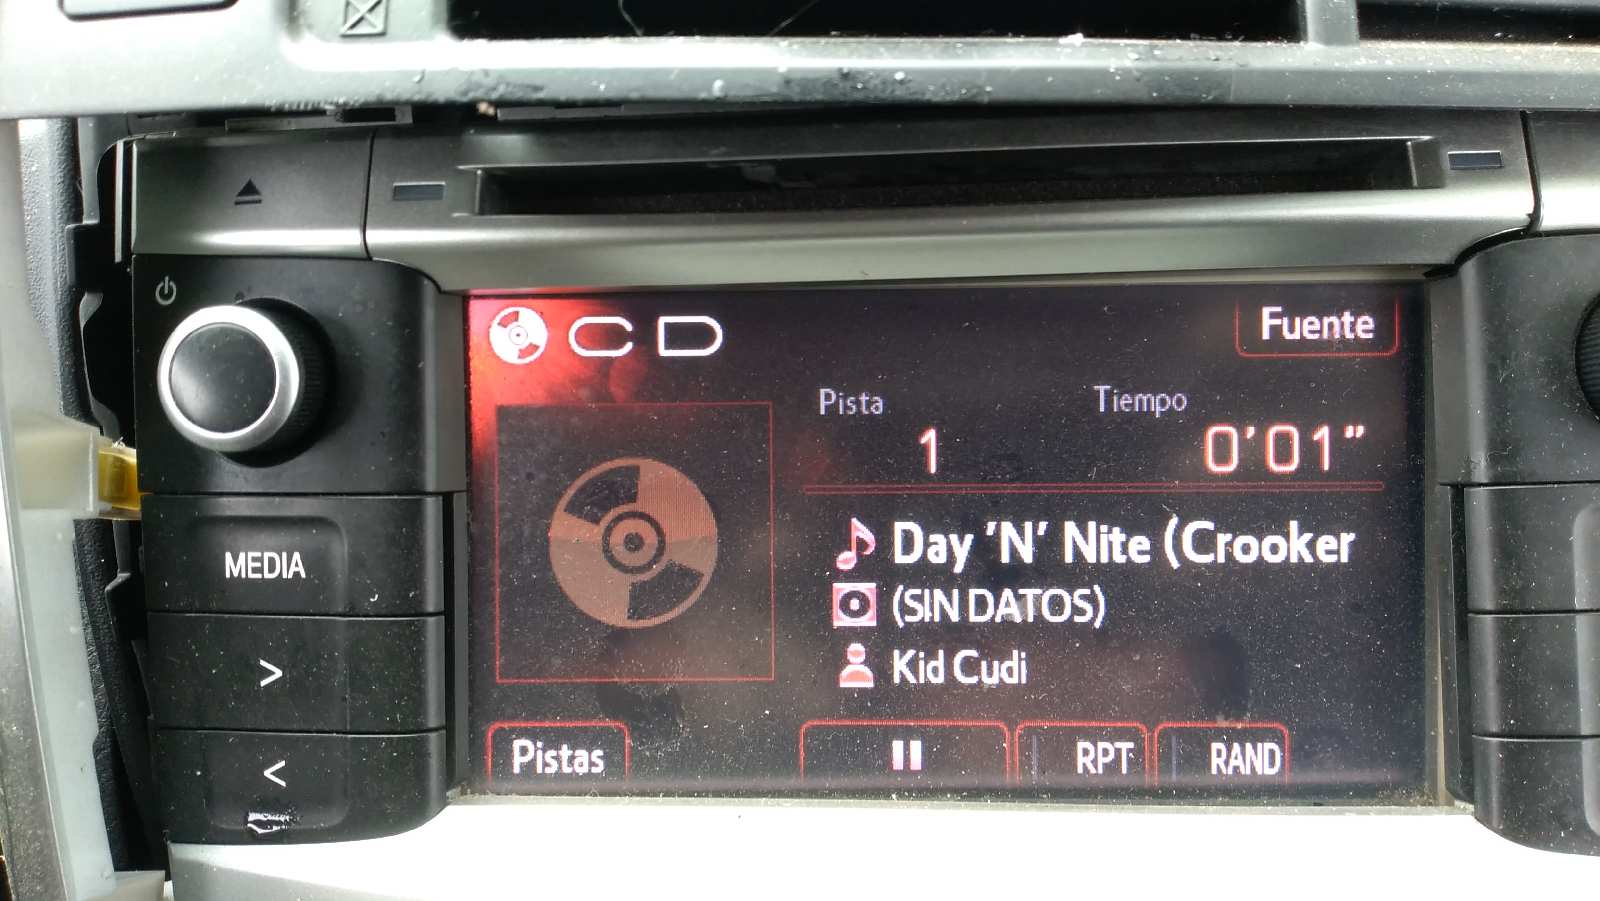 CD
Fuente
Pista
Tiempo
1
0'01"
Day 'N' Nite (Crooker
(SIN DATOS)
Kid Cudi
MEDIA
>
<
Pistas
RPT
RAND